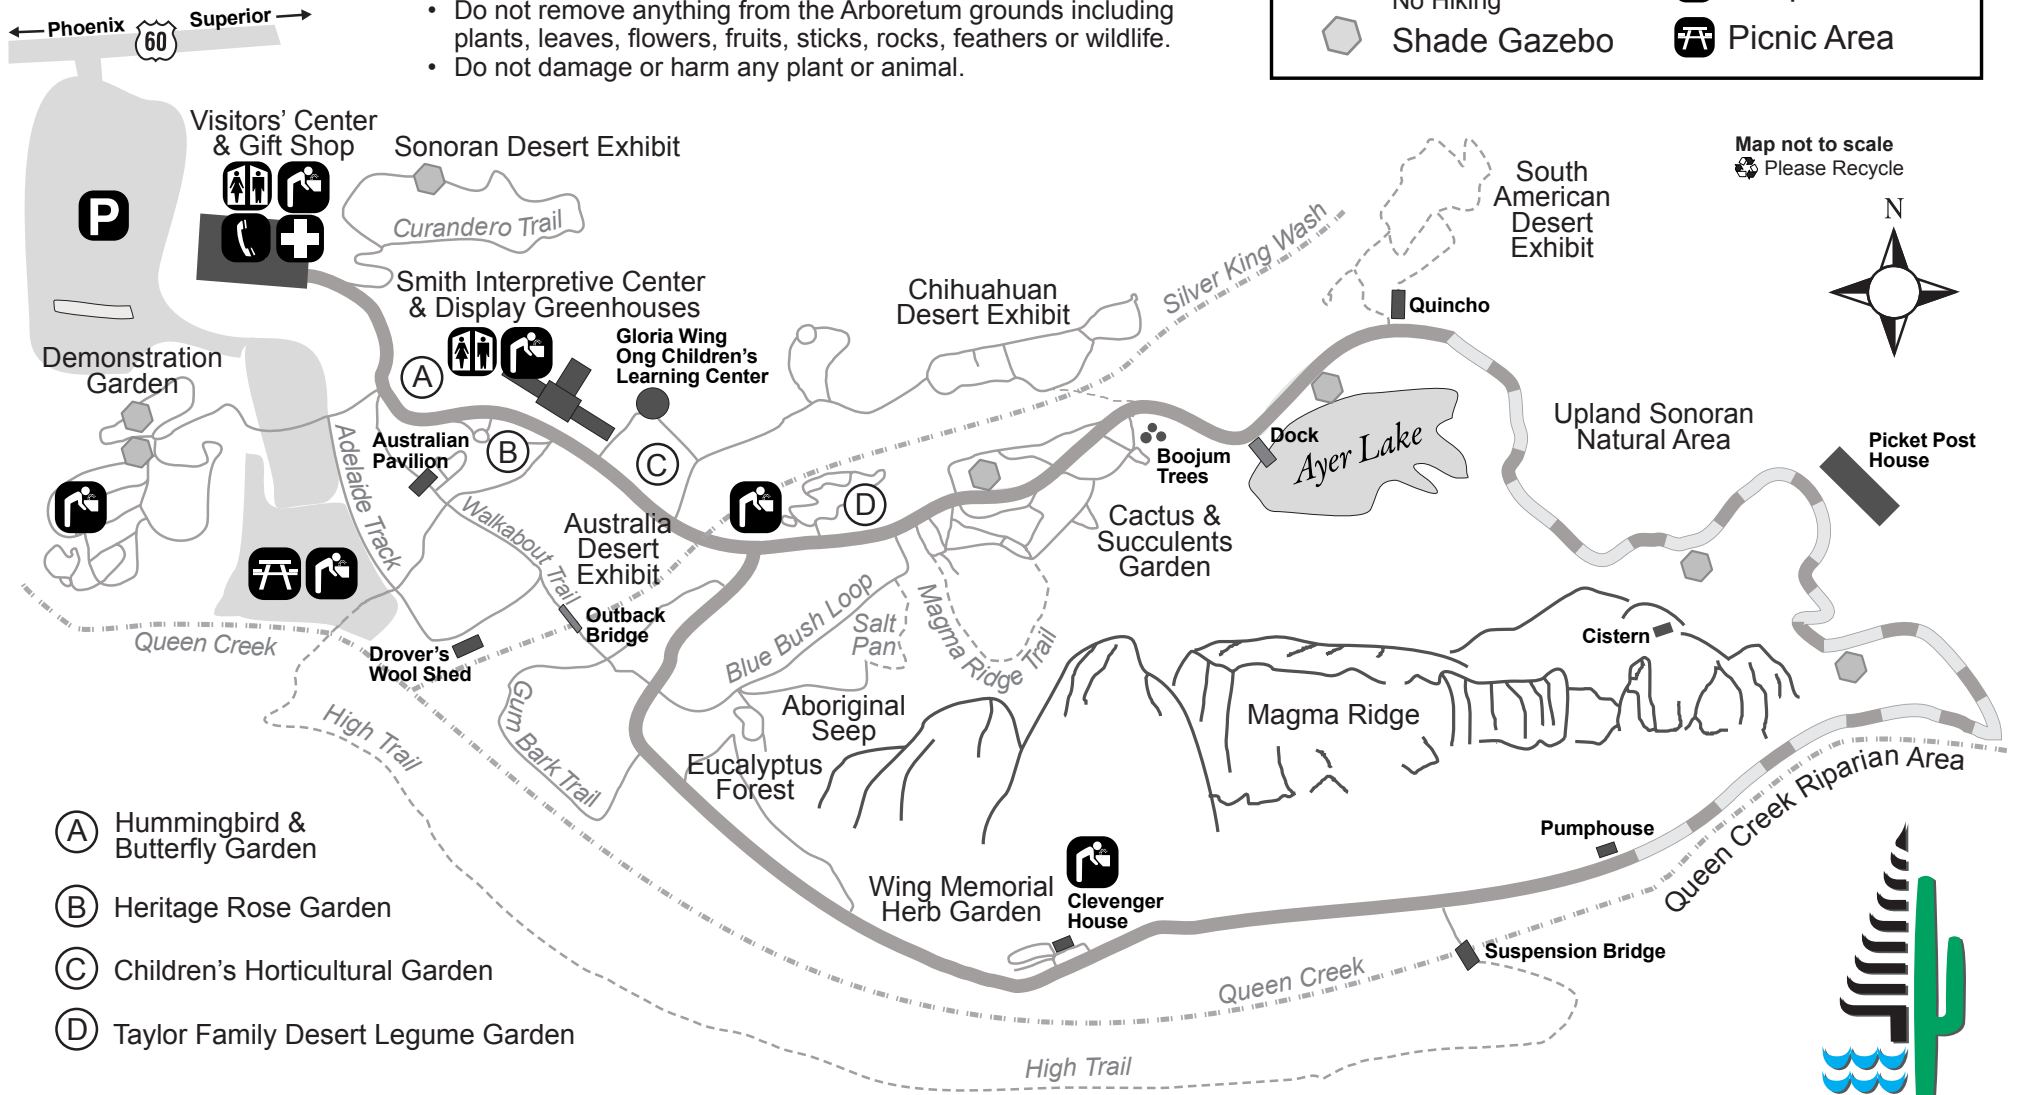 Phoenix
Superior
60
• Do not remove anything from the Arboretum grounds including
plants, leaves, flowers, fruits, sticks, rocks, feathers or wildlife.
• Do not damage or harm any plant or animal.
No Hiking
Shade Gazebo
Picnic Area
Visitors’ Center
& Gift Shop
P
Sonoran Desert Exhibit
Curandero Trail
Smith Interpretive Center
& Display Greenhouses
Gloria Wing
Ong Children’s
Learning Center
Chihuahuan
Desert Exhibit
Silver King Wash
South
American
Desert
Exhibit
Quincho
Map not to scale
Please Recycle
N
Demonstration
Garden
A
Australian
Pavilion
B
C
D
Adelaide Track
Walkabout Trail
Australia
Desert
Exhibit
Boojum
Trees
Dock
Ayer Lake
Upland Sonoran
Natural Area
Picket Post
House
Cactus &
Succulents
Garden
Queen Creek
Drover’s
Wool Shed
Outback
Bridge
Blue Bush Loop
Salt
Pan
Magma Ridge Trail
Cistern
High Trail
Gum Bark Trail
Aboriginal
Seep
Magma Ridge
Eucalyptus
Forest
Queen Creek Riparian Area
Pumphouse
Wing Memorial
Herb Garden
Clevenger
House
Suspension Bridge
Queen Creek
High Trail
A Hummingbird &
Butterfly Garden
B Heritage Rose Garden
C Children’s Horticultural Garden
D Taylor Family Desert Legume Garden